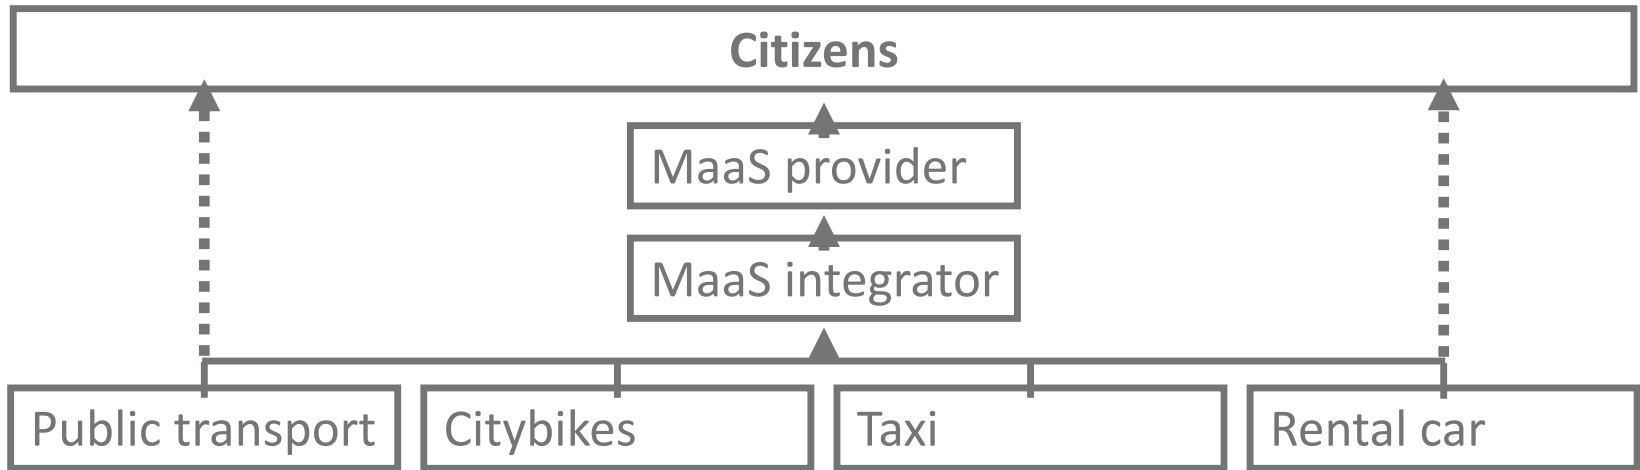 Citizens
MaaS provider
MaaS integrator
Public transport
Citybikes
Taxi
Rental car